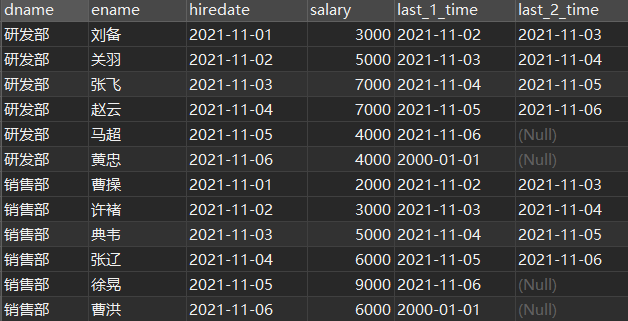 dname ename hiredate salary last_1_time last_2_time
研发部 刘备 2021-11-01 3000 2021-11-02 2021-11-03
研发部 关羽 2021-11-02 5000 2021-11-03 2021-11-04
研发部 张飞 2021-11-03 7000 2021-11-04 2021-11-05
研发部 赵云 2021-11-04 7000 2021-11-05 2021-11-06
研发部 马超 2021-11-05 4000 2021-11-06 (Null)
研发部 黄忠 2021-11-06 4000 2000-01-01 (Null)
销售部 曹操 2021-11-01 2000 2021-11-02 2021-11-03
销售部 许褚 2021-11-02 3000 2021-11-03 2021-11-04
销售部 典韦 2021-11-03 5000 2021-11-04 2021-11-05
销售部 张辽 2021-11-04 6000 2021-11-05 2021-11-06
销售部 徐晃 2021-11-05 9000 2021-11-06 (Null)
销售部 曹洪 2021-11-06 6000 2000-01-01 (Null)